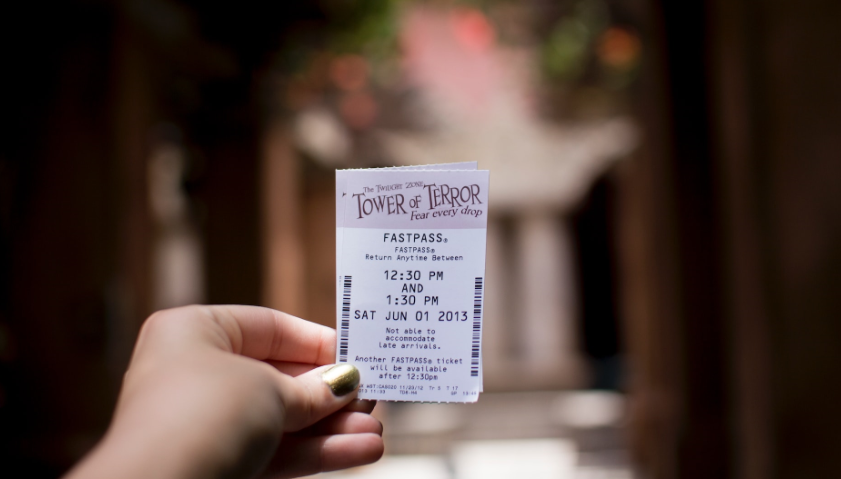 The Twilight Zone
TOWER OF TERROR
Fear every drop
FASTPASS®
FASTPASS®
Return Anytime Between
12:30 PM
AND
1:30 PM
SAT JUN 01 2013
Not able to
accommodate
late arrivals.
Another FASTPASS® ticket
will be available
after 12:30pm